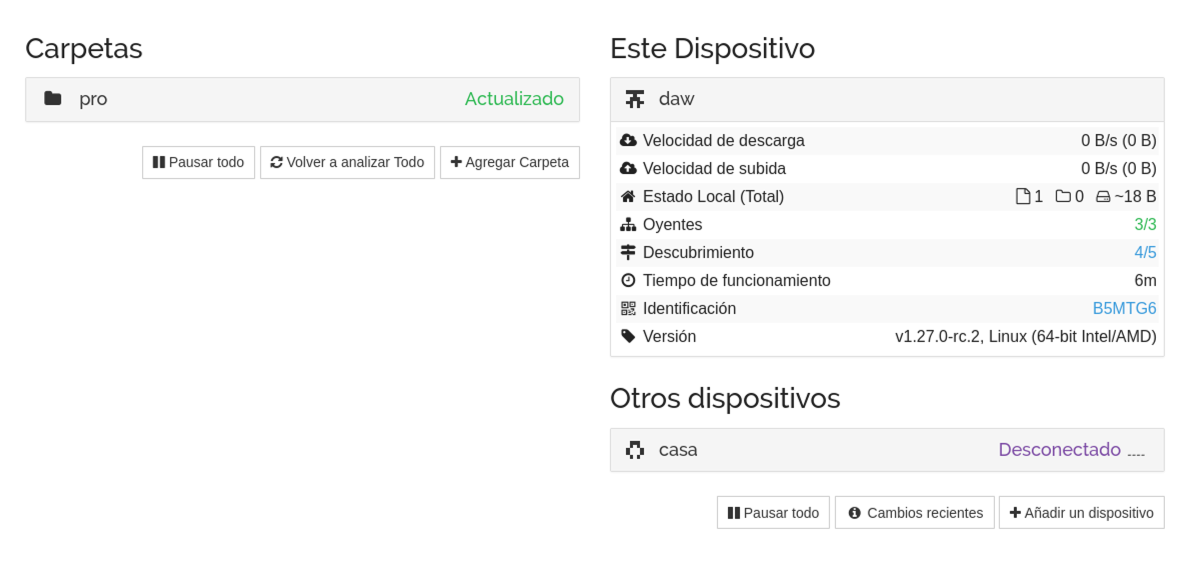 Carpetas
pro Actualizado
Pausar todo Volver a analizar Todo Agregar Carpeta
Este Dispositivo
daw
Velocidad de descarga 0 B/s (0 B)
Velocidad de subida 0 B/s (0 B)
Estado Local (Total) 1 0 ~18 B
Oyentes 3/3
Descubrimiento 4/5
Tiempo de funcionamiento 6m
Identificación B5MTG6
Versión v1.27.0-rc.2, Linux (64-bit Intel/AMD)
Otros dispositivos
casa Desconectado
Pausar todo Cambios recientes Añadir un dispositivo